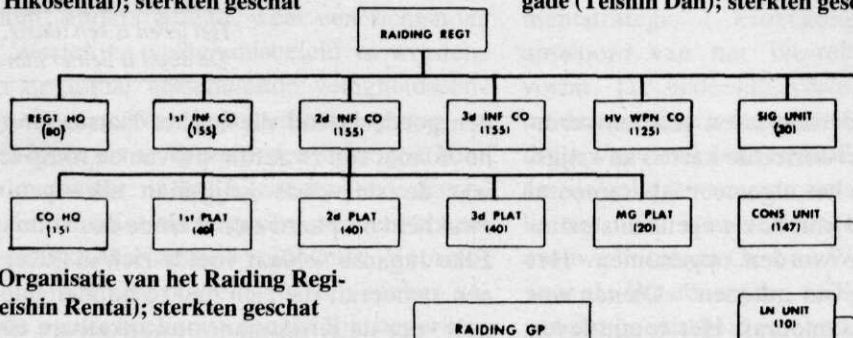 Hikosentai); sterkten geschat
gade (Teishin Dan); sterkten gesc
RAIDING REGT
REGT HQ
(80)
1st INF CO
(155)
2d INF CO
(155)
3d INF CO
(155)
HV WPN CO
(125)
SIG UNIT
(30)
CO HQ
(15)
1st PLAT
(40)
2d PLAT
(40)
3d PLAT
(40)
MG PLAT
(20)
CONS UNIT
(147)
Organisatie van het Raiding Regi-
eishin Rentai); sterkten geschat
RAIDING GP
LN UNIT
(10)